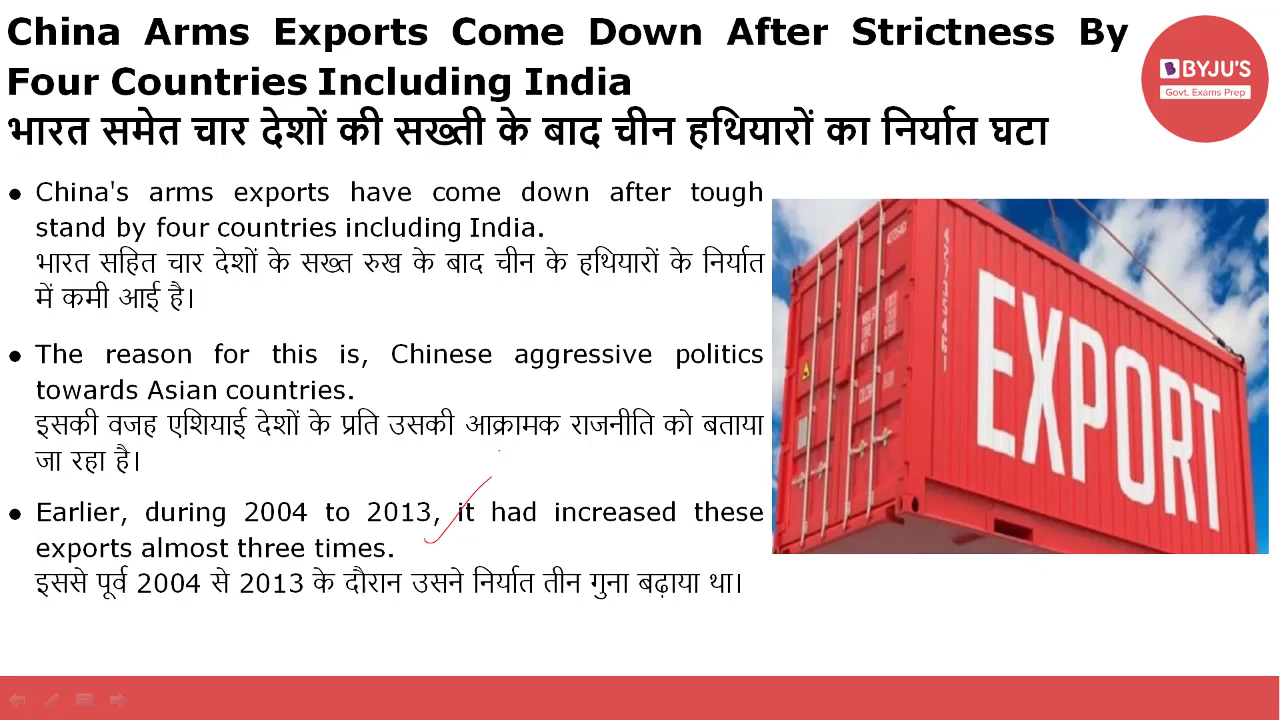 China Arms Exports Come Down After Strictness By
Four Countries Including India
भारत समेत चार देशों की सख्ती के बाद चीन हथियारों का निर्यात घटा
BYJU'S
Govt. Exams Prep
● China's arms exports have come down after tough
stand by four countries including India.
भारत सहित चार देशों के सख्त रुख के बाद चीन के हथियारों के निर्यात
में कमी आई है।
● The reason for this is, Chinese aggressive politics
towards Asian countries.
इसकी वजह एशियाई देशों के प्रति उसकी आक्रामक राजनीति को बताया
जा रहा है।
● Earlier, during 2004 to 2013, it had increased these
exports almost three times.
इससे पूर्व 2004 से 2013 के दौरान उसने निर्यात तीन गुना बढ़ाया था।
EXPORT